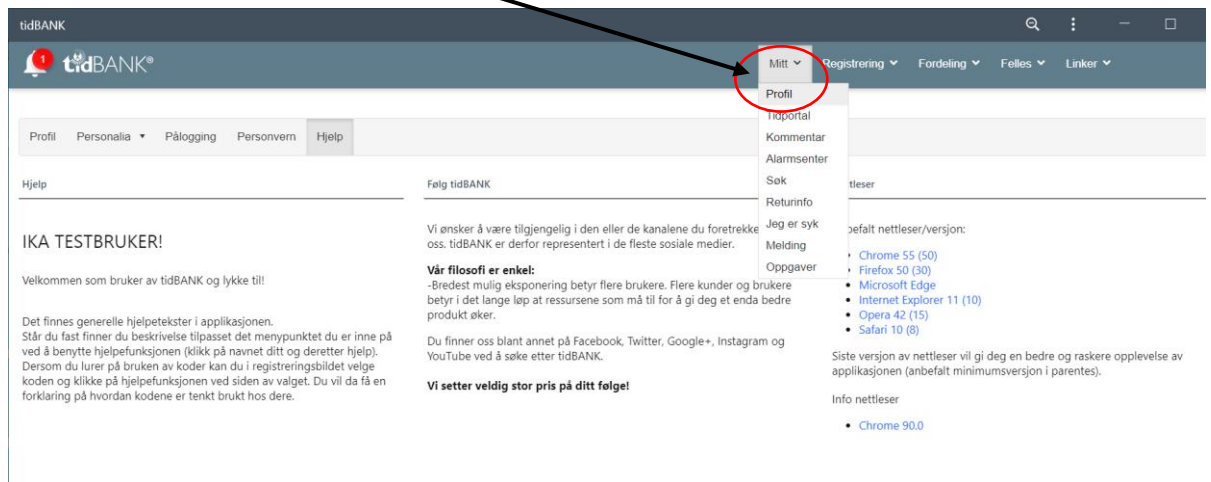 tidBANK
1
tidBANK®
Mitt
Registrering
Fordeling
Felles
Linker
Profil
Tidportal
Kommentar
Alarmsenter
Søk
Returinfo
Jeg er syk
Melding
Oppgaver
Profil
Personalia
Pålogging
Personvern
Hjelp
Hjelp
IKA TESTBRUKER!
Velkommen som bruker av tidBANK og lykke til!
Det finnes generelle hjelpetekster i applikasjonen.
Står du fast finner du beskrivelse tilpasset det menypunktet du er inne på
ved å benytte hjelpefunksjonen (klikk på navnet ditt og deretter hjelp).
Dersom du lurer på bruken av koder kan du i registreringsbildet velge
koden og klikke på hjelpefunksjonen ved siden av valget. Du vil da få en
forklaring på hvordan kodene er tenkt brukt hos dere.
Følg tidBANK
Vi ønsker å være tilgjengelig i den eller de kanalene du foretrekke
oss. tidBANK er derfor representert i de fleste sosiale medier.
Vår filosofi er enkel:
-Bredest mulig eksponering betyr flere brukere. Flere kunder og brukere
betyr i det lange løp at ressursene som må til for å gi deg et enda bedre
produkt øker.
Du finner oss blant annet på Facebook, Twitter, Google+, Instagram og
YouTube ved å søke etter tidBANK.
Vi setter veldig stor pris på ditt følge!
tleser
efalt nettleser/versjon:
Chrome 55 (50)
Firefox 50 (30)
Microsoft Edge
Internet Explorer 11 (10)
Opera 42 (15)
Safari 10 (8)
Siste versjon av nettleser vil gi deg en bedre og raskere opplevelse av
applikasjonen (anbefalt minimumsversjon i parentes).
Info nettleser
Chrome 90.0